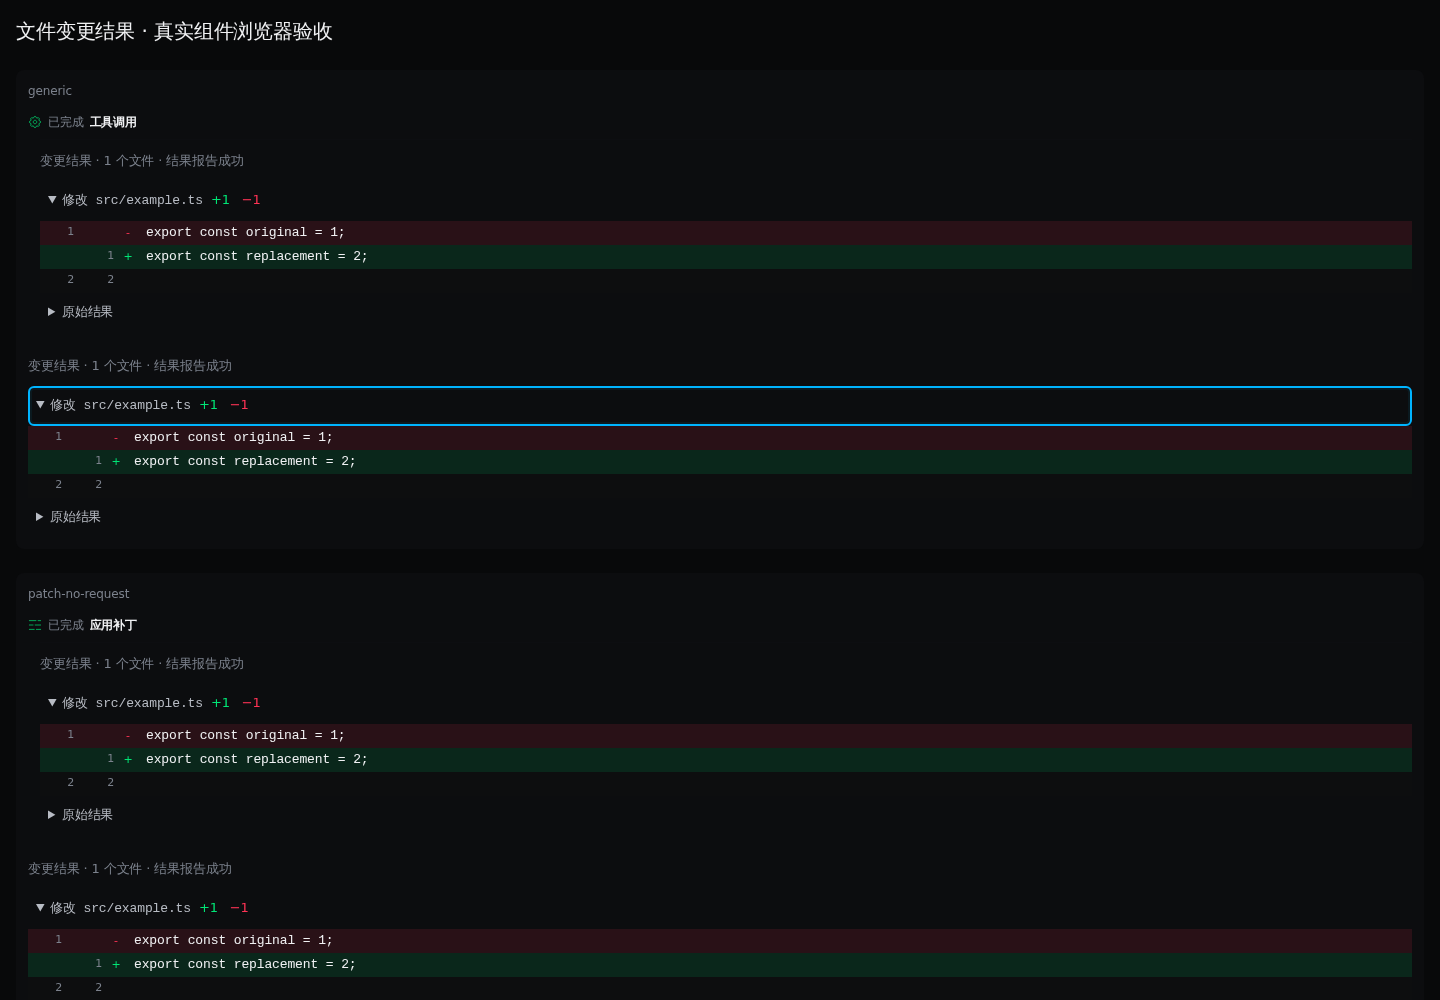 文件变更结果 · 真实组件浏览器验收
generic
已完成 工具调用
变更结果 · 1 个文件 · 结果报告成功
▼ 修改 src/example.ts +1 −1
1 - export const original = 1;
1 + export const replacement = 2;
2 2
▶ 原始结果
变更结果 · 1 个文件 · 结果报告成功
▼ 修改 src/example.ts +1 −1
1 - export const original = 1;
1 + export const replacement = 2;
2 2
▶ 原始结果
patch-no-request
已完成 应用补丁
变更结果 · 1 个文件 · 结果报告成功
▼ 修改 src/example.ts +1 −1
1 - export const original = 1;
1 + export const replacement = 2;
2 2
▶ 原始结果
变更结果 · 1 个文件 · 结果报告成功
▼ 修改 src/example.ts +1 −1
1 - export const original = 1;
1 + export const replacement = 2;
2 2